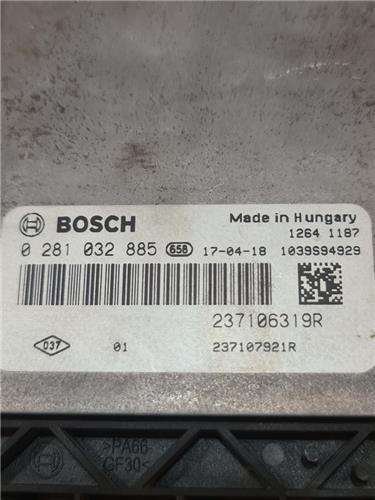 BOSCH Made in Hungary
1264 1187
0 281 032 885 658 17-04-18 1039S94929
237106319R
037 01 237107921R
>PA66-
GF30<